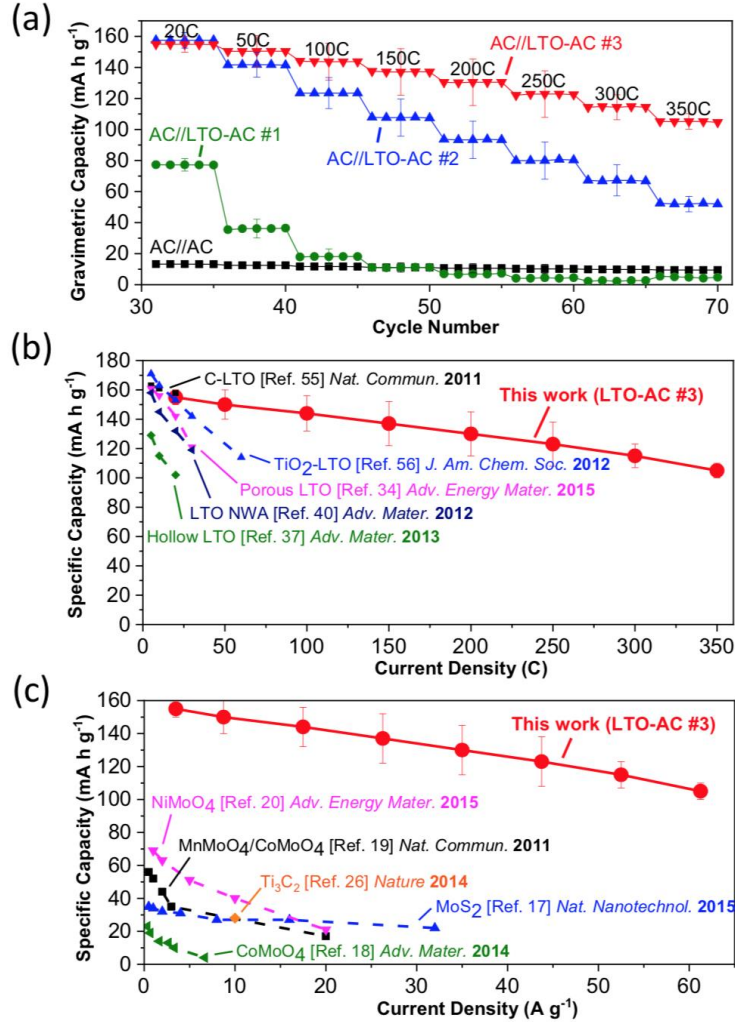 (a)
Gravimetric Capacity (mA h g-1)
160
140
120
100
80
60
40
20
0
20C
50C
100C
150C
200C
250C
300C
350C
AC//LTO-AC #3
AC//LTO-AC #1
AC//LTO-AC #2
AC//AC
30 40 50 60 70
Cycle Number
(b)
Specific Capacity (mA h g-1)
180
160
140
120
100
80
60
40
20
0
C-LTO [Ref. 55] Nat. Commun. 2011
This work (LTO-AC #3)
TiO2-LTO [Ref. 56] J. Am. Chem. Soc. 2012
Porous LTO [Ref. 34] Adv. Energy Mater. 2015
LTO NWA [Ref. 40] Adv. Mater. 2012
Hollow LTO [Ref. 37] Adv. Mater. 2013
0 50 100 150 200 250 300 350
Current Density (C)
(c)
Specific Capacity (mA h g-1)
160
140
120
100
80
60
40
20
0
This work (LTO-AC #3)
NiMoO4 [Ref. 20] Adv. Energy Mater. 2015
MnMoO4/CoMoO4 [Ref. 19] Nat. Commun. 2011
Ti3C2 [Ref. 26] Nature 2014
MoS2 [Ref. 17] Nat. Nanotechnol. 2015
CoMoO4 [Ref. 18] Adv. Mater. 2014
0 10 20 30 40 50 60
Current Density (A g-1)